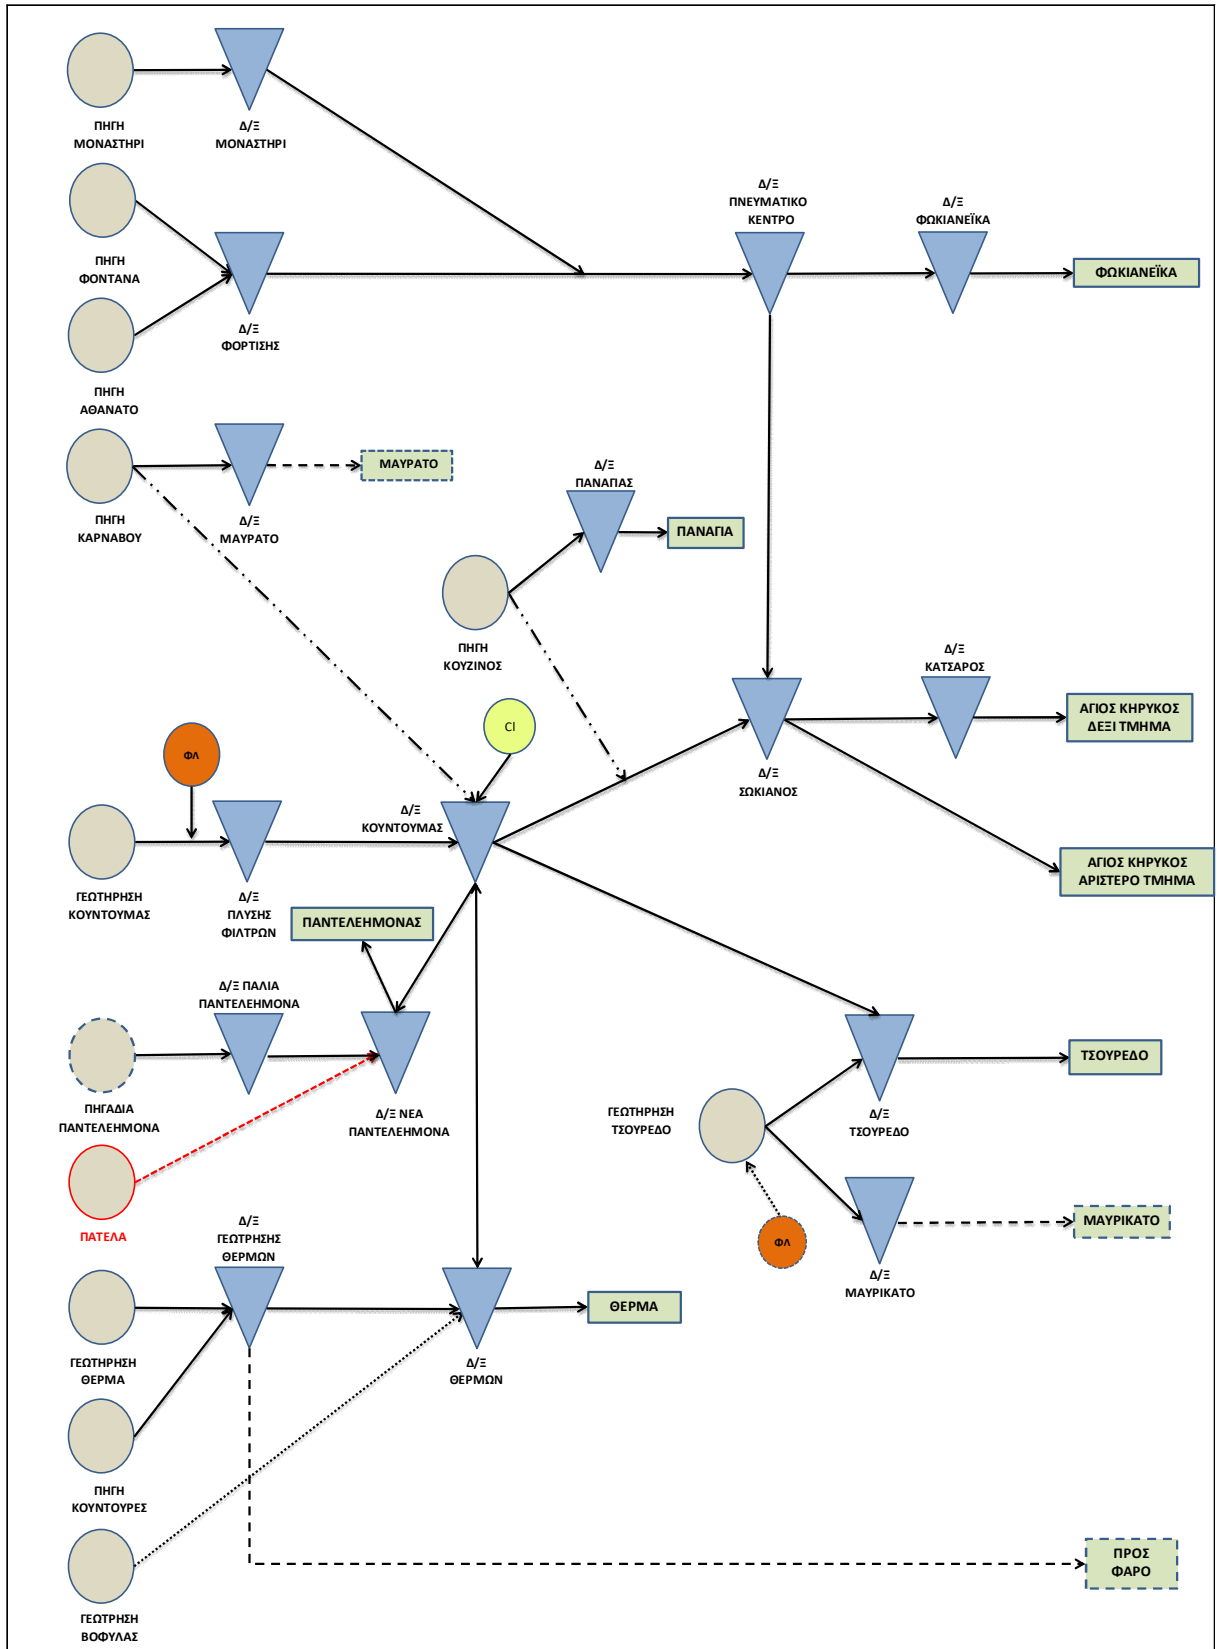 ΠΗΓΗ
ΜΟΝΑΣΤΗΡΙ
Δ/Ξ
ΜΟΝΑΣΤΗΡΙ
ΠΗΓΗ
ΦΟΝΤΑΝΑ
Δ/Ξ
ΠΝΕΥΜΑΤΙΚΟ
ΚΕΝΤΡΟ
Δ/Ξ
ΦΩΚΙΑΝΕΪΚΑ
ΦΩΚΙΑΝΕΪΚΑ
Δ/Ξ
ΦΟΡΤΙΣΗΣ
ΠΗΓΗ
ΑΘΑΝΑΤΟ
ΠΗΓΗ
ΚΑΡΝΑΒΟΥ
Δ/Ξ
ΜΑΥΡΑΤΟ
ΜΑΥΡΑΤΟ
Δ/Ξ
ΠΑΝΑΓΙΑΣ
ΠΑΝΑΓΙΑ
ΠΗΓΗ
ΚΟΥΖΙΝΟΣ
Δ/Ξ
ΚΑΤΣΑΡΟΣ
ΑΓΙΟΣ ΚΗΡΥΚΟΣ
ΔΕΞΙ ΤΜΗΜΑ
Cl
ΦΛ
Δ/Ξ
ΣΩΚΙΑΝΟΣ
Δ/Ξ
ΚΟΥΝΤΟΥΜΑΣ
ΑΓΙΟΣ ΚΗΡΥΚΟΣ
ΑΡΙΣΤΕΡΟ ΤΜΗΜΑ
ΓΕΩΤΗΡΗΣΗ
ΚΟΥΝΤΟΥΜΑΣ
Δ/Ξ
ΠΛΥΣΗΣ
ΦΙΛΤΡΩΝ
ΠΑΝΤΕΛΕΗΜΟΝΑΣ
Δ/Ξ ΠΑΛΙΑ
ΠΑΝΤΕΛΕΗΜΟΝΑ
ΠΗΓΑΔΙΑ
ΠΑΝΤΕΛΕΗΜΟΝΑ
Δ/Ξ ΝΕΑ
ΠΑΝΤΕΛΕΗΜΟΝΑ
ΓΕΩΤΗΡΗΣΗ
ΤΣΟΥΡΕΔΟ
Δ/Ξ
ΤΣΟΥΡΕΔΟ
ΤΣΟΥΡΕΔΟ
ΠΑΤΕΛΑ
ΦΛ
Δ/Ξ
ΜΑΥΡΙΚΑΤΟ
ΜΑΥΡΙΚΑΤΟ
Δ/Ξ
ΓΕΩΤΡΗΣΗΣ
ΘΕΡΜΩΝ
ΘΕΡΜΑ
ΓΕΩΤΗΡΗΣΗ
ΘΕΡΜΑ
Δ/Ξ
ΘΕΡΜΩΝ
ΠΗΓΗ
ΚΟΥΝΤΟΥΡΕΣ
ΠΡΟΣ
ΦΑΡΟ
ΓΕΩΤΡΗΣΗ
ΒΟΦΥΛΑΣ